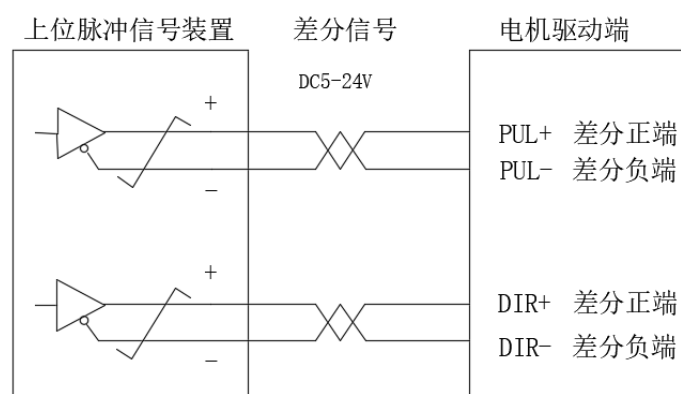 上位脉冲信号装置 差分信号 电机驱动端
DC5-24V
+
PUL+ 差分正端
PUL- 差分负端
-
+
DIR+ 差分正端
DIR- 差分负端
-